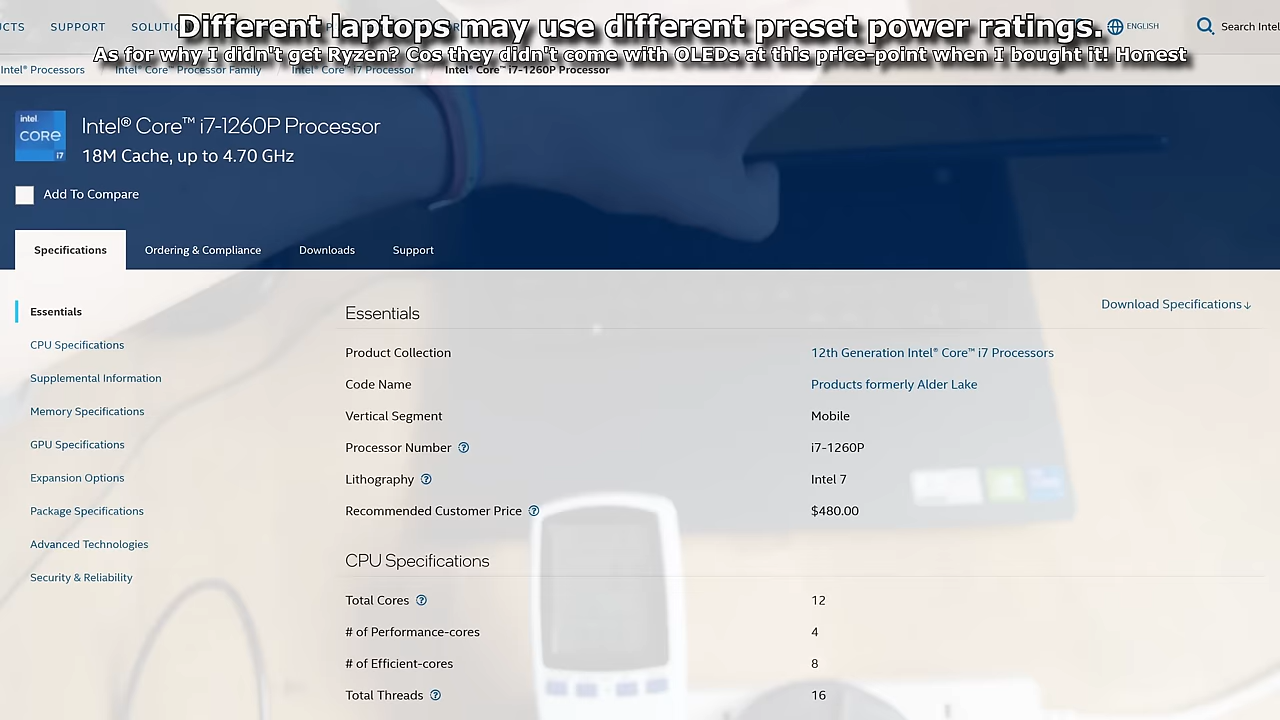 Different laptops may use different preset power ratings.
As for why I didn't get Ryzen? Cos they didn't come with OLEDs at this price-point when I bought it! Honest
CTS SUPPORT SOLUTIO ENGLISH Search Intel
Intel® Processors Intel® Core™ Processor Family Intel® Core™ i7 Processor Intel® Core™ i7-1260P Processor
intel CORE i7
Intel® Core™ i7-1260P Processor
18M Cache, up to 4.70 GHz
Add To Compare
Specifications Ordering & Compliance Downloads Support
Essentials
CPU Specifications
Supplemental Information
Memory Specifications
GPU Specifications
Expansion Options
Package Specifications
Advanced Technologies
Security & Reliability
Essentials Download Specifications↓
Product Collection 12th Generation Intel® Core™ i7 Processors
Code Name Products formerly Alder Lake
Vertical Segment Mobile
Processor Number ? i7-1260P
Lithography ? Intel 7
Recommended Customer Price ? $480.00
CPU Specifications
Total Cores ? 12
# of Performance-cores 4
# of Efficient-cores 8
Total Threads ? 16